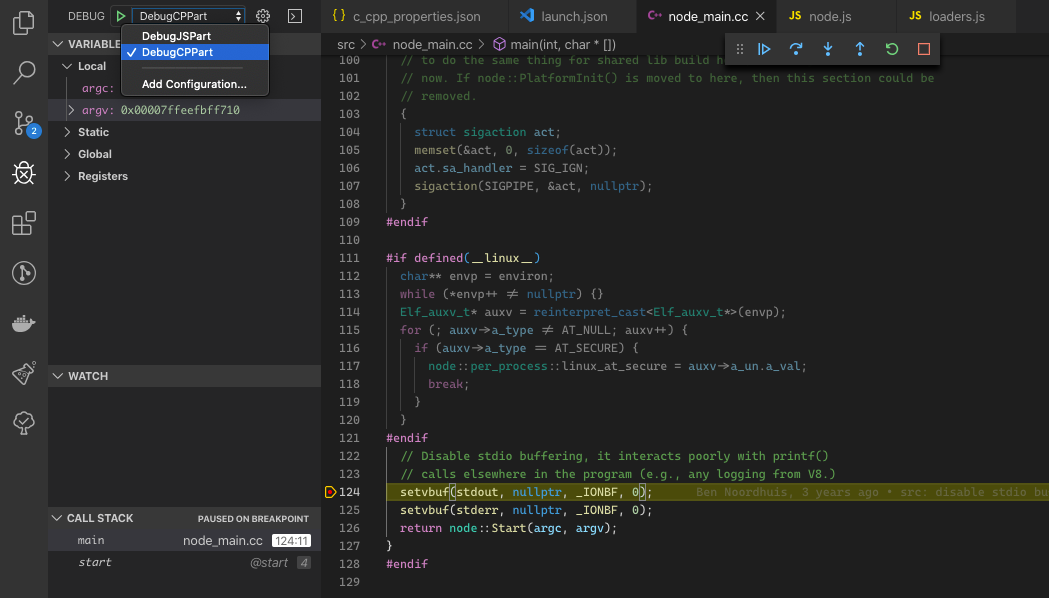 DEBUG DebugCPPart
DebugJSPart
DebugCPPart
Add Configuration...
2
Local
argc:
argv: 0x00007ffeefbff710
Static
Global
Registers
WATCH
CALL STACK PAUSED ON BREAKPOINT
main node_main.cc 124:11
start @start 4
{} c_cpp_properties.json launch.json C++ node_main.cc JS node.js JS loaders.js
src > C++ node_main.cc > main(int, char * [])
100 // to do the same thing for shared lib build
101 // now. If node::PlatformInit() is moved to here, then this section could be
102 // removed.
103 {
104 struct sigaction act;
105 memset(&act, 0, sizeof(act));
106 act.sa_handler = SIG_IGN;
107 sigaction(SIGPIPE, &act, nullptr);
108 }
109 #endif
110
111 #if defined(__linux__)
112 char** envp = environ;
113 while (*envp++ != nullptr) {}
114 Elf_auxv_t* auxv = reinterpret_cast<Elf_auxv_t*>(envp);
115 for (; auxv->a_type != AT_NULL; auxv++) {
116 if (auxv->a_type == AT_SECURE) {
117 node::per_process::linux_at_secure = auxv->a_un.a_val;
118 break;
119 }
120 }
121 #endif
122 // Disable stdio buffering, it interacts poorly with printf()
123 // calls elsewhere in the program (e.g., any logging from V8.)
124 setvbuf(stdout, nullptr, _IONBF, 0); Ben Noordhuis, 3 years ago • src: disable stdio bu
125 setvbuf(stderr, nullptr, _IONBF, 0);
126 return node::Start(argc, argv);
127 }
128 #endif
129